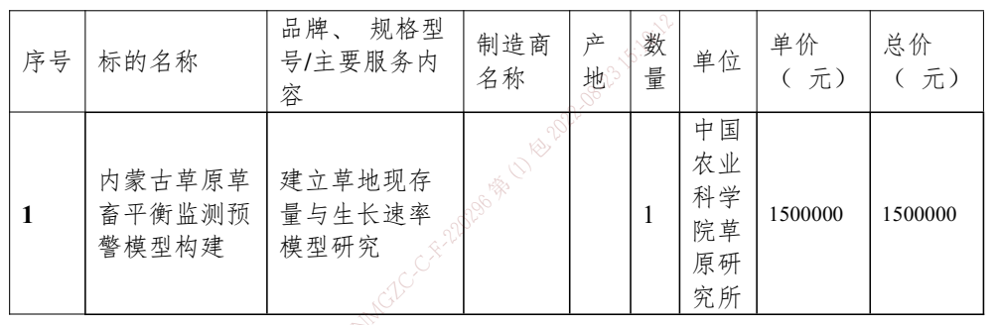 序号
标的名称
品牌、 规格型
号/主要服务内
容
制造商
名称
产
地
数
量
单位
单价
（ 元）
总价
（ 元）
1
内蒙古草原草
畜平衡监测预
警模型构建
建立草地现存
量与生长速率
模型研究
1
中国
农业
科学
院草
原研
究所
1500000
1500000
NMGZC-C-F-220296 第 (1) 包 2022-08-23 15:19:12